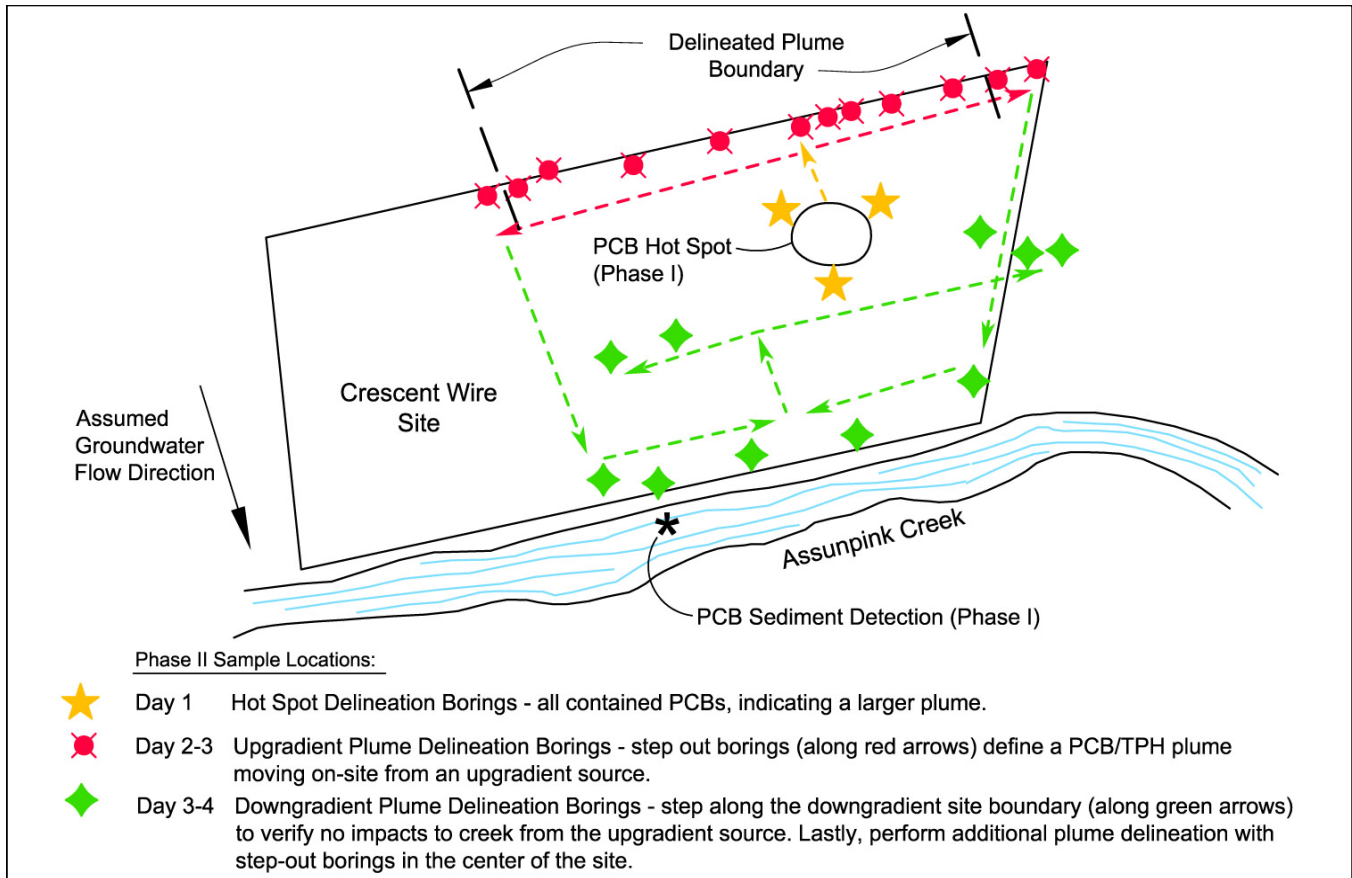 Delineated Plume
Boundary
PCB Hot Spot
(Phase I)
Crescent Wire
Site
Assumed
Groundwater
Flow Direction
Assunpink Creek
*
PCB Sediment Detection (Phase I)
Phase II Sample Locations:
Day 1 Hot Spot Delineation Borings - all contained PCBs, indicating a larger plume.
Day 2-3 Upgradient Plume Delineation Borings - step out borings (along red arrows) define a PCB/TPH plume
moving on-site from an upgradient source.
Day 3-4 Downgradient Plume Delineation Borings - step along the downgradient site boundary (along green arrows)
to verify no impacts to creek from the upgradient source. Lastly, perform additional plume delineation with
step-out borings in the center of the site.